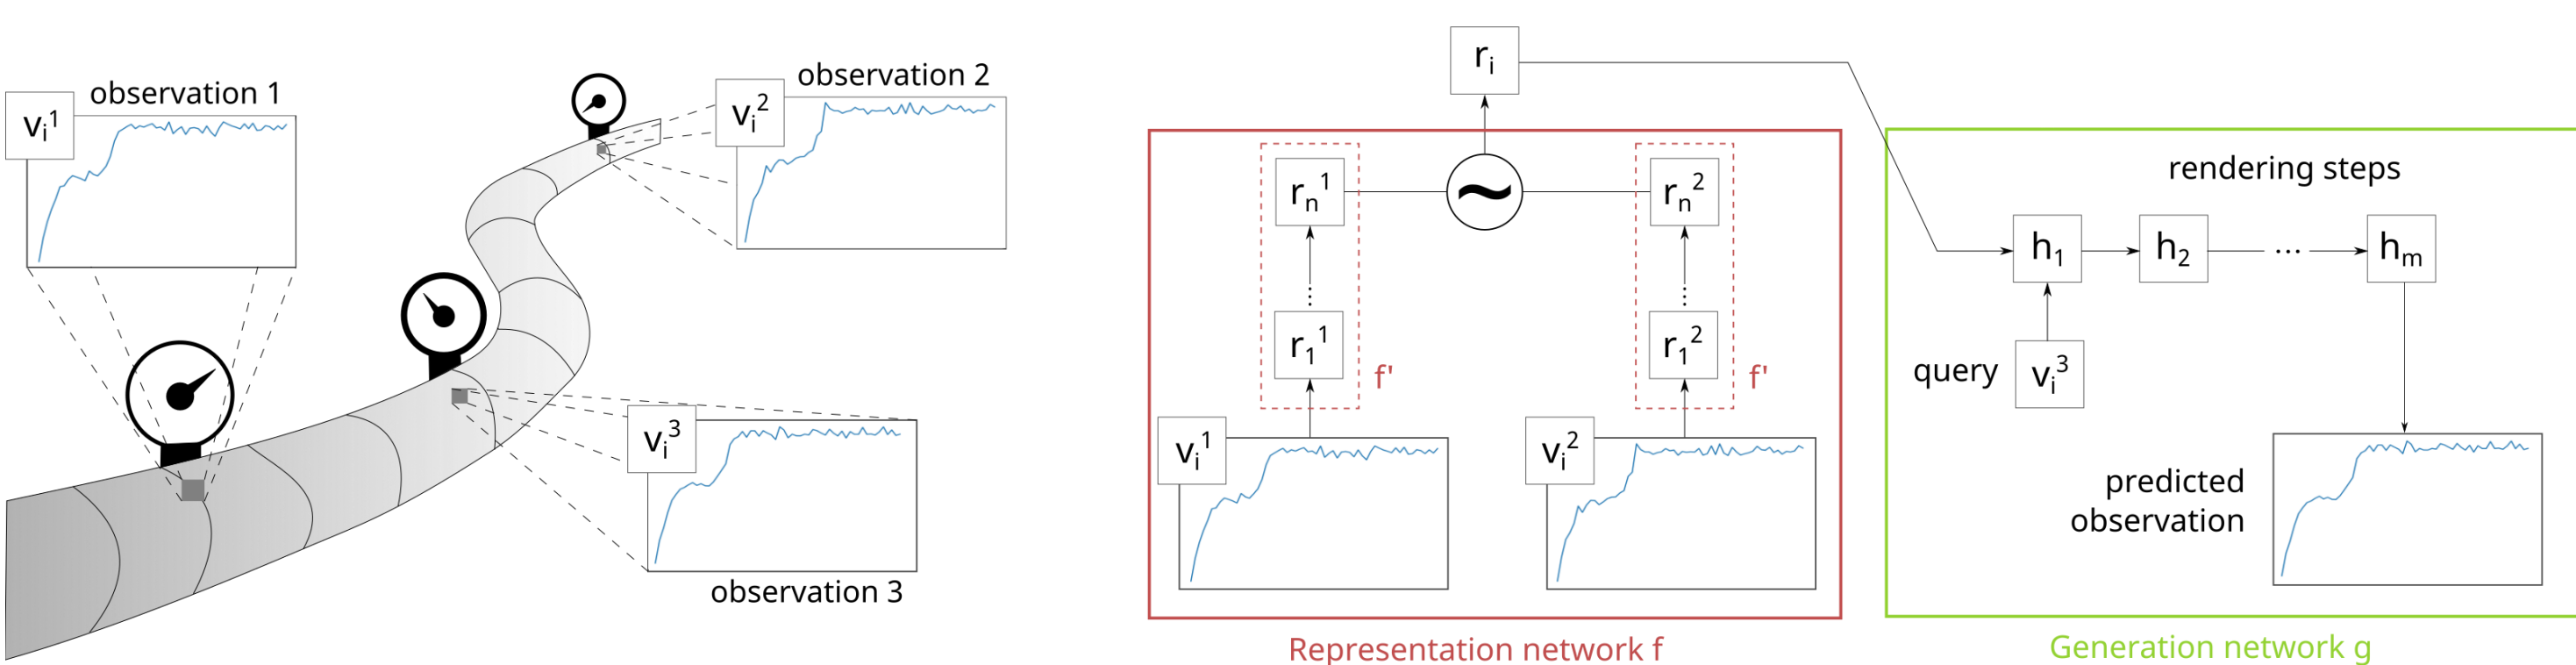 observation 1
v_i^1
observation 2
v_i^2
v_i^3
observation 3
r_i
r_n^1
~
r_n^2
r_1^1
r_1^2
f'
f'
v_i^1
v_i^2
Representation network f
rendering steps
h_1
h_2
...
h_m
query
v_i^3
predicted
observation
Generation network g